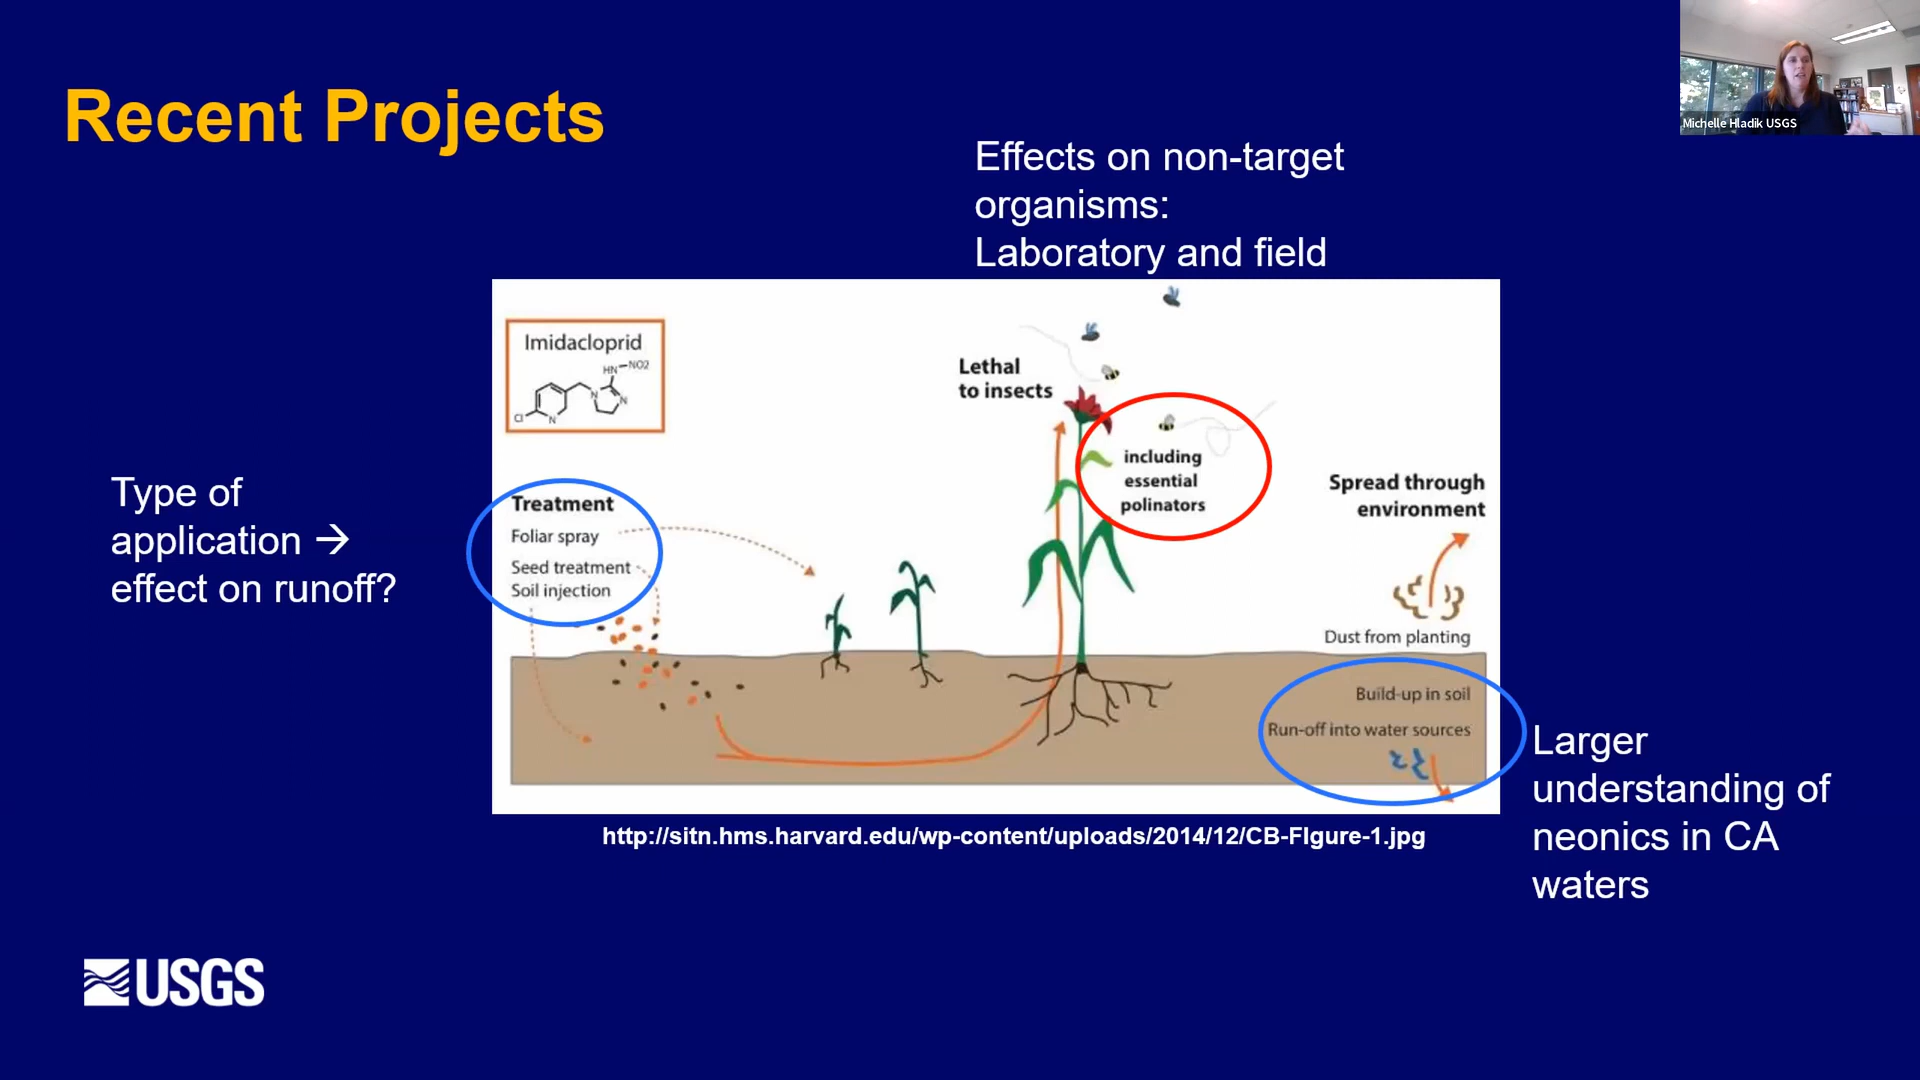 Recent Projects
Michelle Hladik USGS
Effects on non-target
organisms:
Laboratory and field
Imidacloprid
HN NO2
N
N
Cl
N
Lethal
to insects
including
essential
polinators
Spread through
environment
Type of
application →
effect on runoff?
Treatment
Foliar spray
Seed treatment
Soil injection
Dust from planting
Build-up in soil
Run-off into water sources
Larger
understanding of
neonics in CA
waters
http://sitn.hms.harvard.edu/wp-content/uploads/2014/12/CB-FIgure-1.jpg
USGS